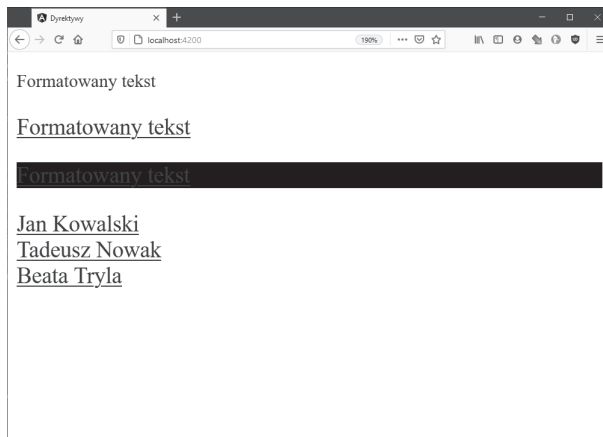 Dyrektywy
localhost:4200
190%
Formatowany tekst
Formatowany tekst
Formatowany tekst
Jan Kowalski
Tadeusz Nowak
Beata Tryla